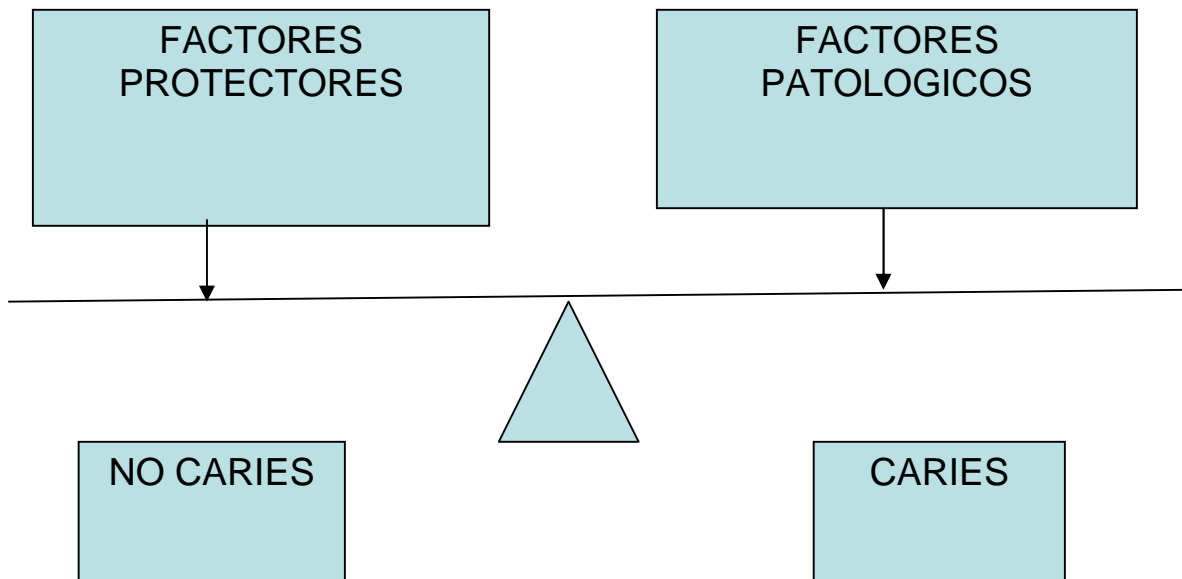 FACTORES
PROTECTORES
FACTORES
PATOLOGICOS
NO CARIES
CARIES